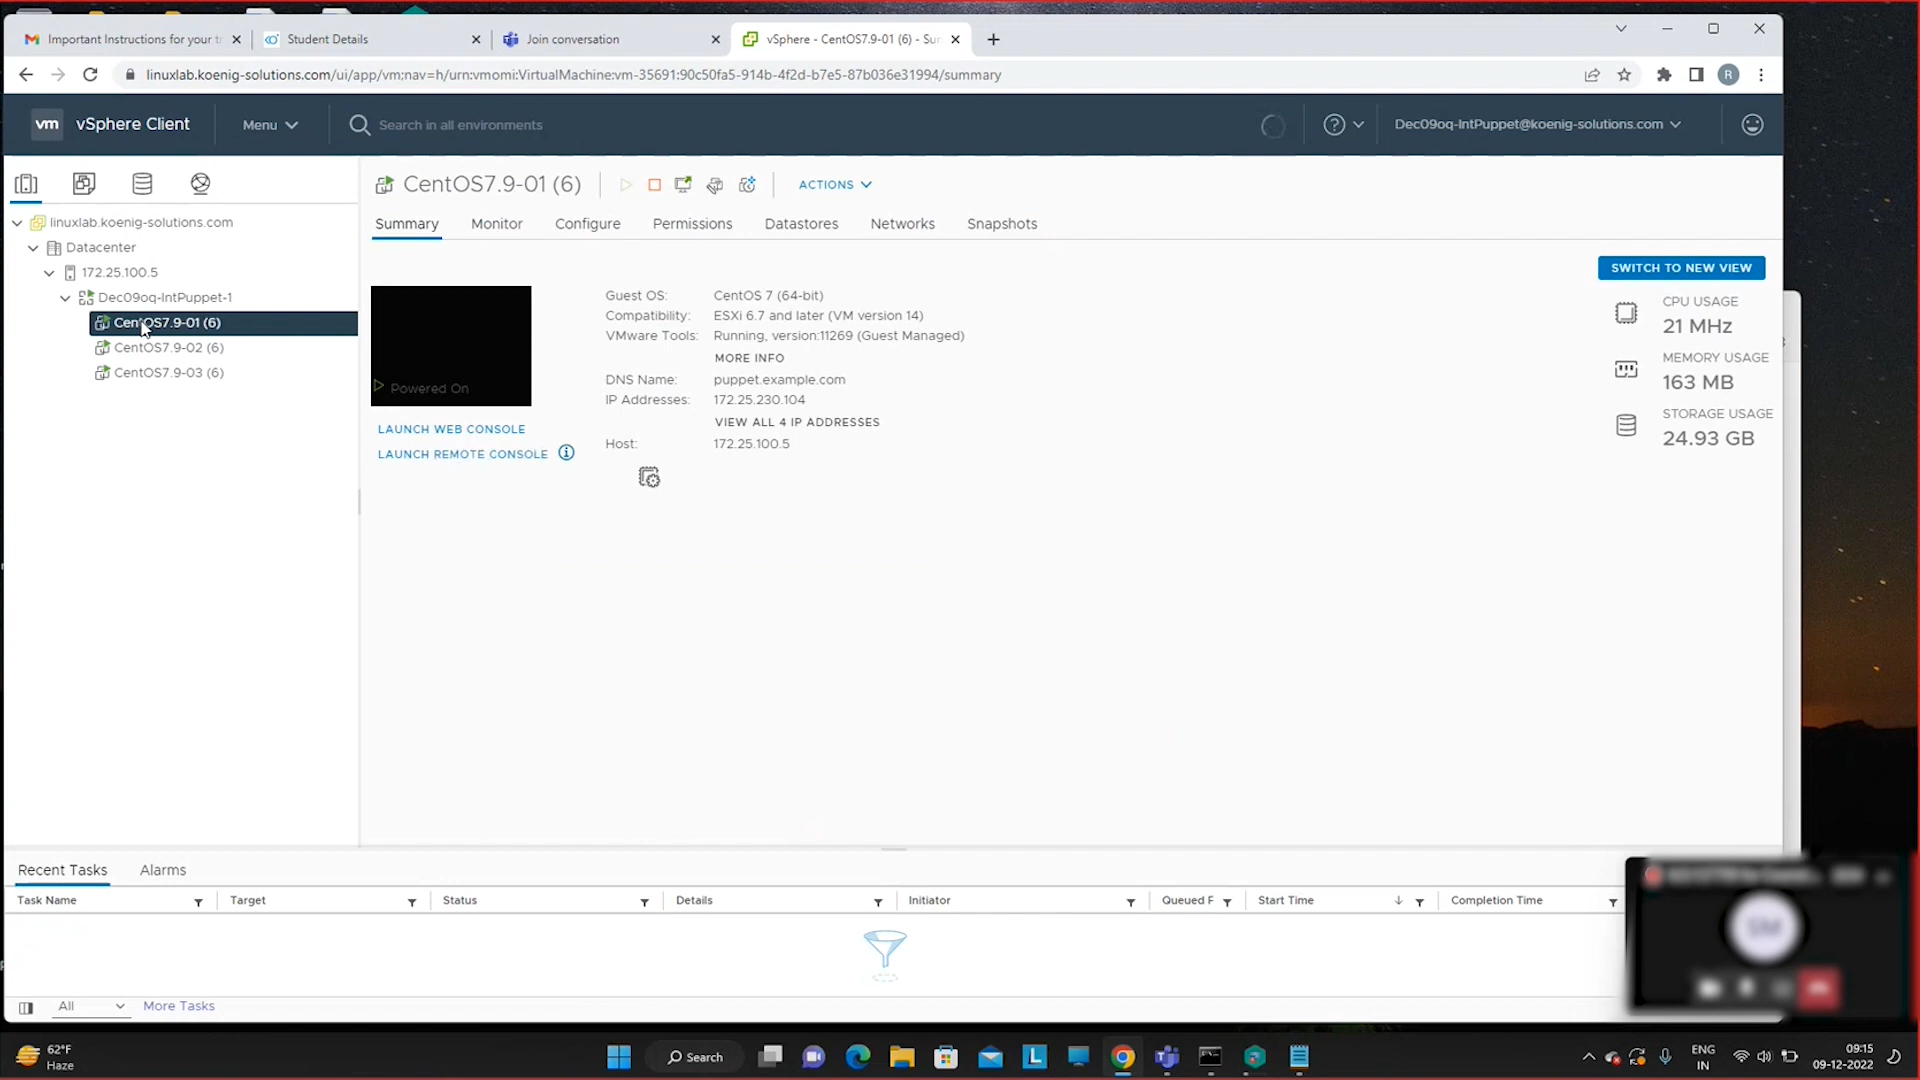 Important Instructions for your t
Student Details
Join conversation
vSphere - CentOS7.9-01 (6) - Su
linuxlab.koenig-solutions.com/ui/app/vm;nav=h/urn:vmomi:VirtualMachine:vm-35691:90c50fa5-914b-4f2d-b7e5-87b036e31994/summary
R
vm vSphere Client
Menu
Search in all environments
Dec09oq-IntPuppet@koenig-solutions.com
CentOS7.9-01 (6)
ACTIONS
Summary Monitor Configure Permissions Datastores Networks Snapshots
linuxlab.koenig-solutions.com
Datacenter
172.25.100.5
Dec09oq-IntPuppet-1
CentOS7.9-01 (6)
CentOS7.9-02 (6)
CentOS7.9-03 (6)
Powered On
LAUNCH WEB CONSOLE
LAUNCH REMOTE CONSOLE
Guest OS: CentOS 7 (64-bit)
Compatibility: ESXi 6.7 and later (VM version 14)
VMware Tools: Running, version:11269 (Guest Managed)
MORE INFO
DNS Name: puppet.example.com
IP Addresses: 172.25.230.104
VIEW ALL 4 IP ADDRESSES
Host: 172.25.100.5
SWITCH TO NEW VIEW
CPU USAGE
21 MHz
MEMORY USAGE
163 MB
STORAGE USAGE
24.93 GB
Recent Tasks Alarms
Task Name Target Status Details Initiator Queued F Start Time Completion Time
All More Tasks
62°F
Haze
Search
ENG
IN
09:15
09-12-2022